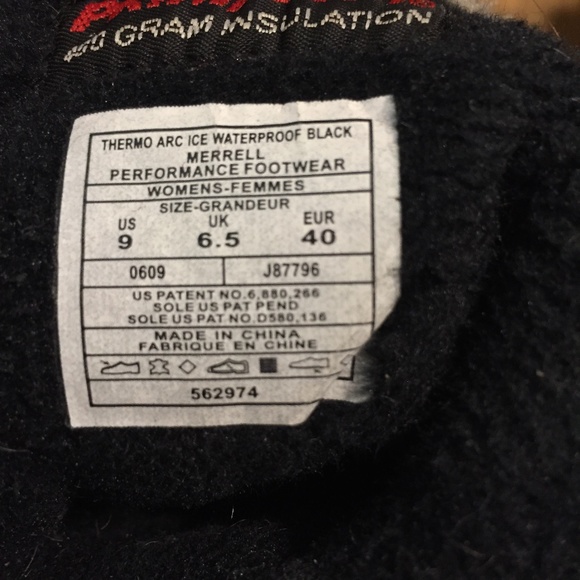 GRAM INSULATION
THERMO ARC ICE WATERPROOF BLACK
MERRELL
PERFORMANCE FOOTWEAR
WOMENS-FEMMES
SIZE-GRANDEUR
US UK EUR
9 6.5 40
0609 J87796
US PATENT NO.6,880,266
SOLE US PAT PEND
SOLE US PAT NO.D580,136
MADE IN CHINA
FABRIQUE EN CHINE
562974